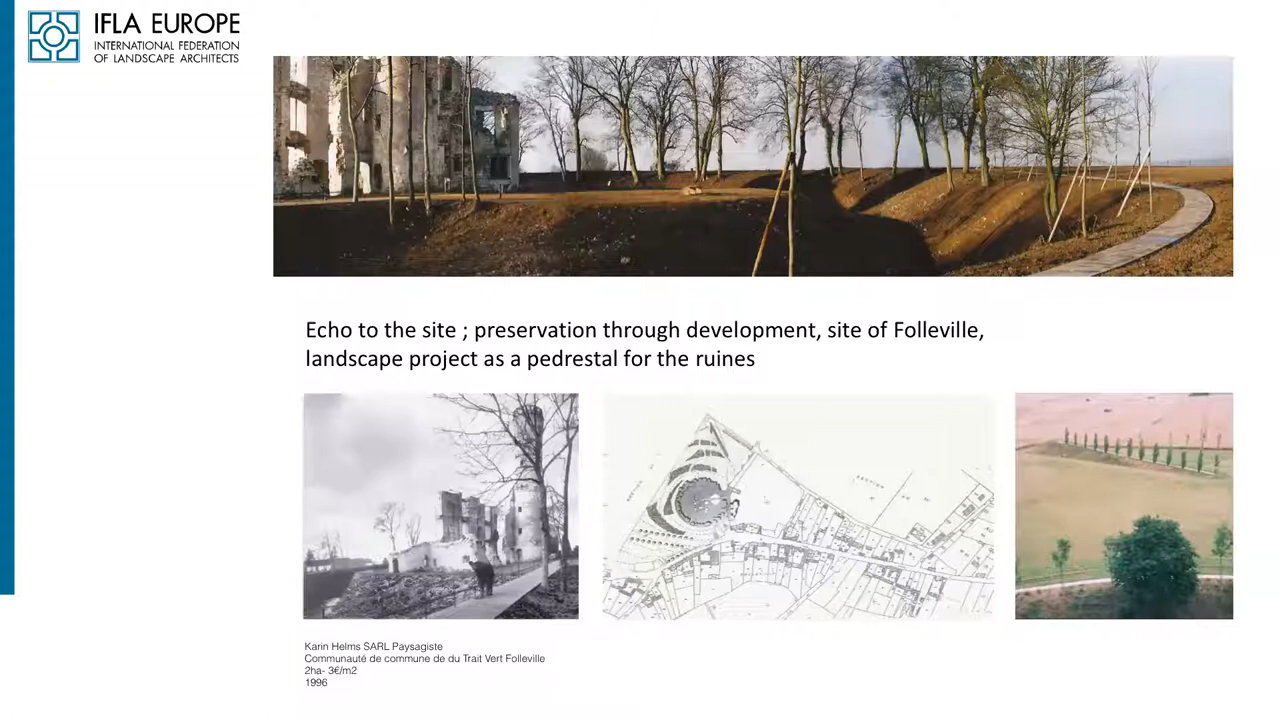 IFLA EUROPE
INTERNATIONAL FEDERATION
OF LANDSCAPE ARCHITECTS
Echo to the site ; preservation through development, site of Folleville,
landscape project as a pedrestal for the ruines
Karin Helms SARL Paysagiste
Communauté de commune de du Trait Vert Folleville
2ha- 3€/m2
1996